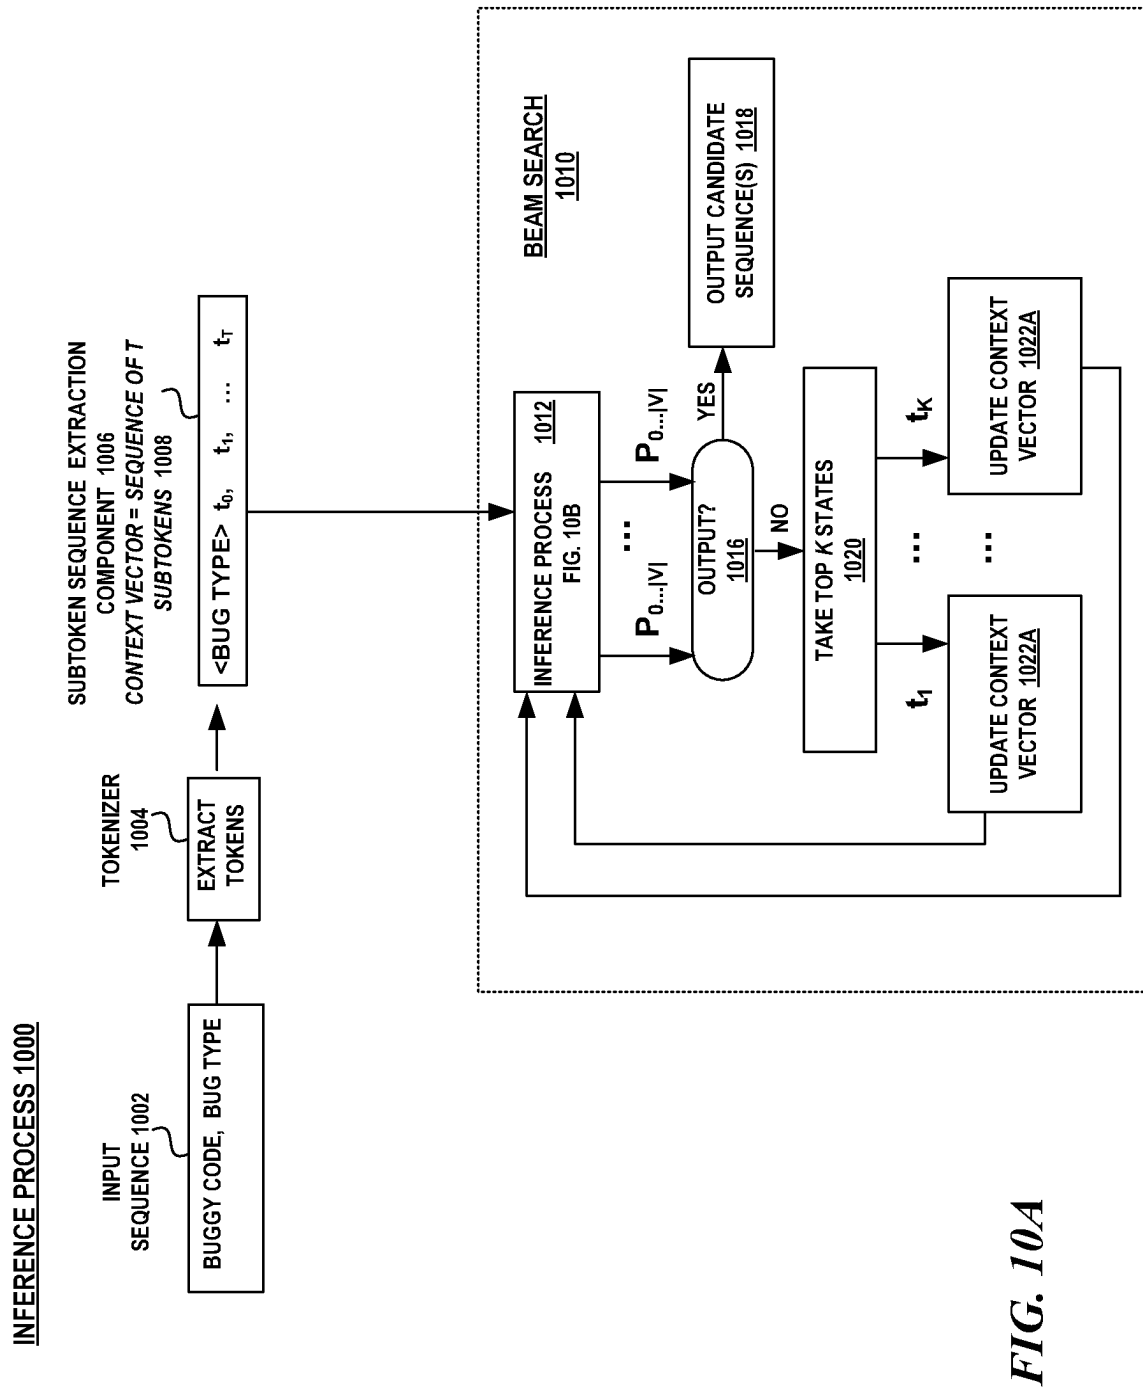 INFERENCE PROCESS 1000
INPUT
SEQUENCE 1002
BUGGY CODE, BUG TYPE
TOKENIZER
1004
EXTRACT
TOKENS
SUBTOKEN SEQUENCE EXTRACTION
COMPONENT 1006
CONTEXT VECTOR = SEQUENCE OF T
SUBTOKENS 1008
<BUG TYPE> t0, t1, … tT
BEAM SEARCH
1010
INFERENCE PROCESS 1012
FIG. 10B
P0…|V| … P0…|V|
OUTPUT?
1016
YES
OUTPUT CANDIDATE
SEQUENCE(S) 1018
NO
TAKE TOP K STATES
1020
t1 … tK
UPDATE CONTEXT
VECTOR 1022A
…
UPDATE CONTEXT
VECTOR 1022A
FIG. 10A